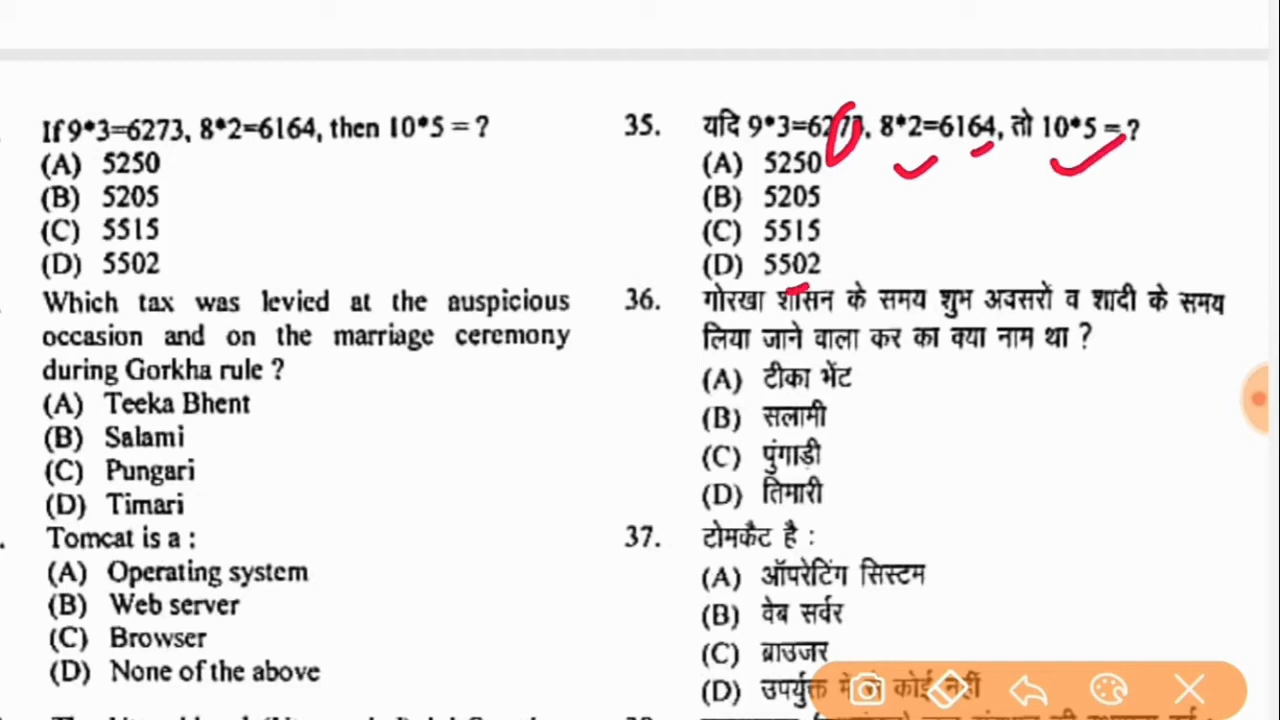 If 9*3=6273, 8*2=6164, then 10*5 = ?
(A) 5250
(B) 5205
(C) 5515
(D) 5502
Which tax was levied at the auspicious
occasion and on the marriage ceremony
during Gorkha rule ?
(A) Teeka Bhent
(B) Salami
(C) Pungari
(D) Timari
. Tomcat is a :
(A) Operating system
(B) Web server
(C) Browser
(D) None of the above
35. यदि 9*3=6273, 8*2=6164, तो 10*5 = ?
(A) 5250
(B) 5205
(C) 5515
(D) 5502
36. गोरखा शासन के समय शुभ अवसरों व शादी के समय
लिया जाने वाला कर का क्या नाम था ?
(A) टीका भेंट
(B) सलामी
(C) पुंगाड़ी
(D) तिमारी
37. टोमकैट है :
(A) ऑपरेटिंग सिस्टम
(B) वेब सर्वर
(C) ब्राउजर
(D) उपर्युक्त में से कोई नहीं